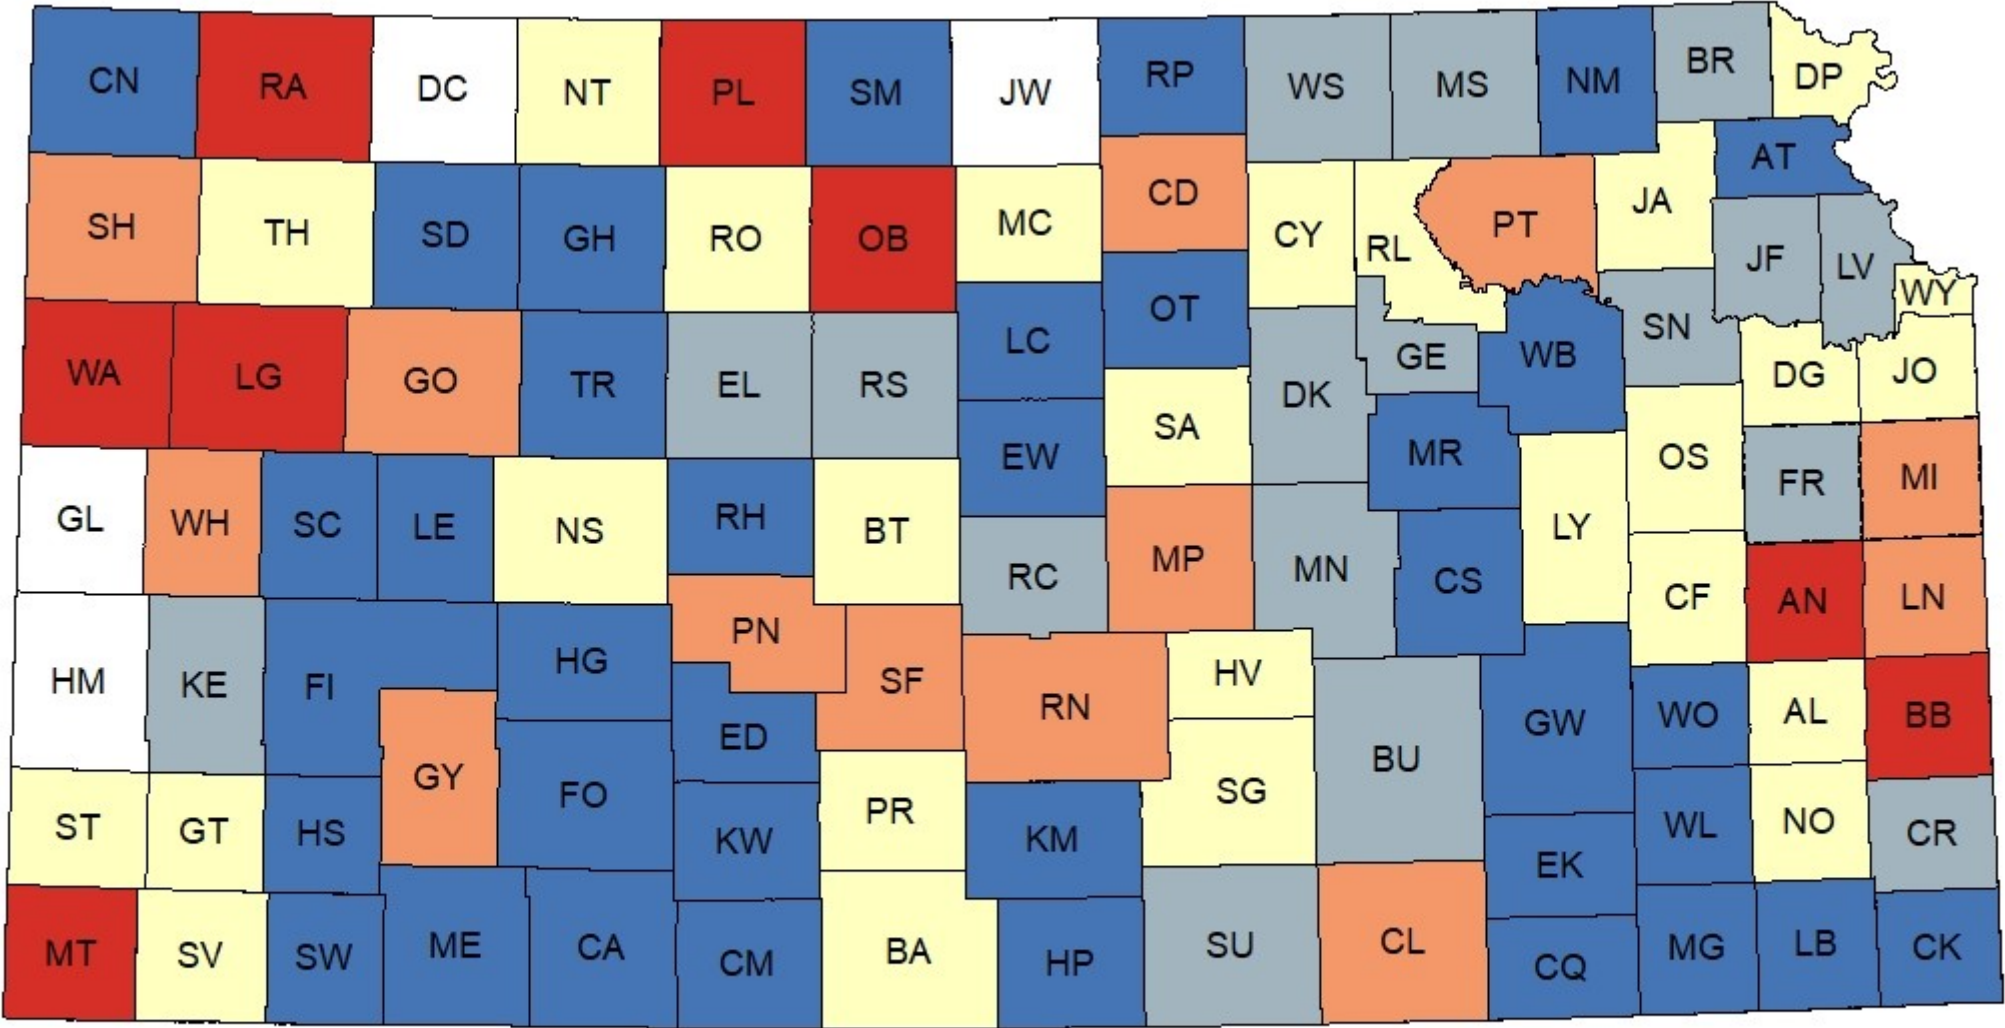 CN RA DC NT PL SM JW RP WS MS NM BR DP
SH TH SD GH RO OB MC CD CY RL PT JA AT
JF LV WY
WA LG GO TR EL RS LC OT DK GE WB SN DG JO
GL WH SC LE NS RH BT EW SA MR LY OS FR MI
RC MP MN CS CF AN LN
HM KE FI HG PN SF RN HV BU GW WO AL BB
GY ED
ST GT HS FO KW PR KM SG EK WL NO CR
MT SV SW ME CA CM BA HP SU CL CQ MG LB CK